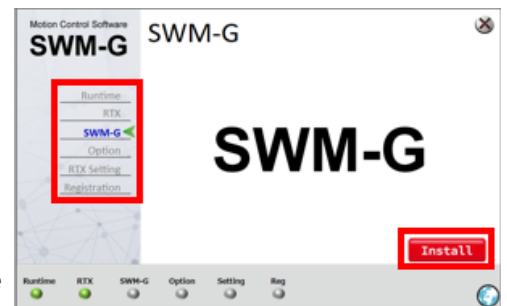 Motion Control Software
SWM-G
SWM-G
Runtime
RTX
SWM-G
Option
RTX Setting
Registration
SWM-G
Install
Runtime RTX SWM-G Option Setting Reg